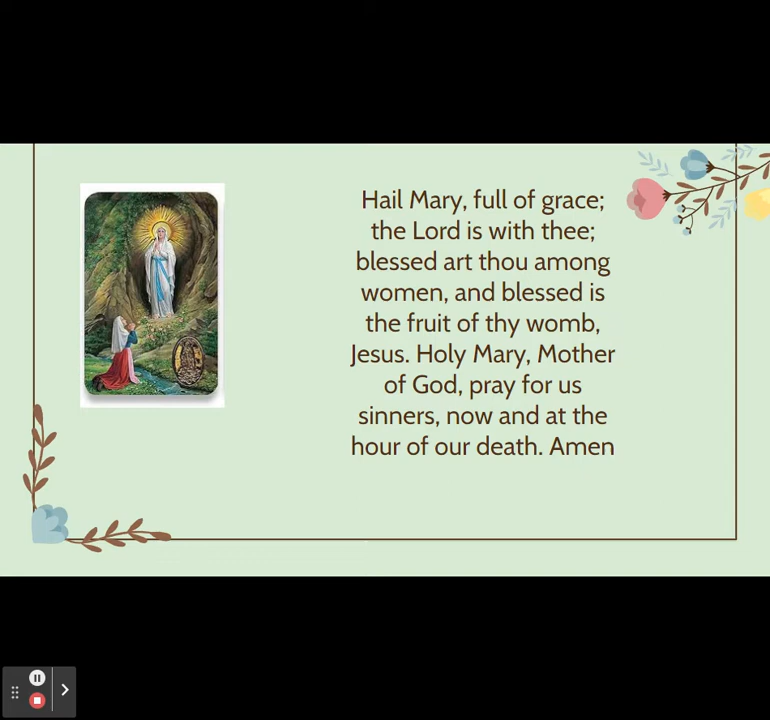 Hail Mary, full of grace;
the Lord is with thee;
blessed art thou among
women, and blessed is
the fruit of thy womb,
Jesus. Holy Mary, Mother
of God, pray for us
sinners, now and at the
hour of our death. Amen